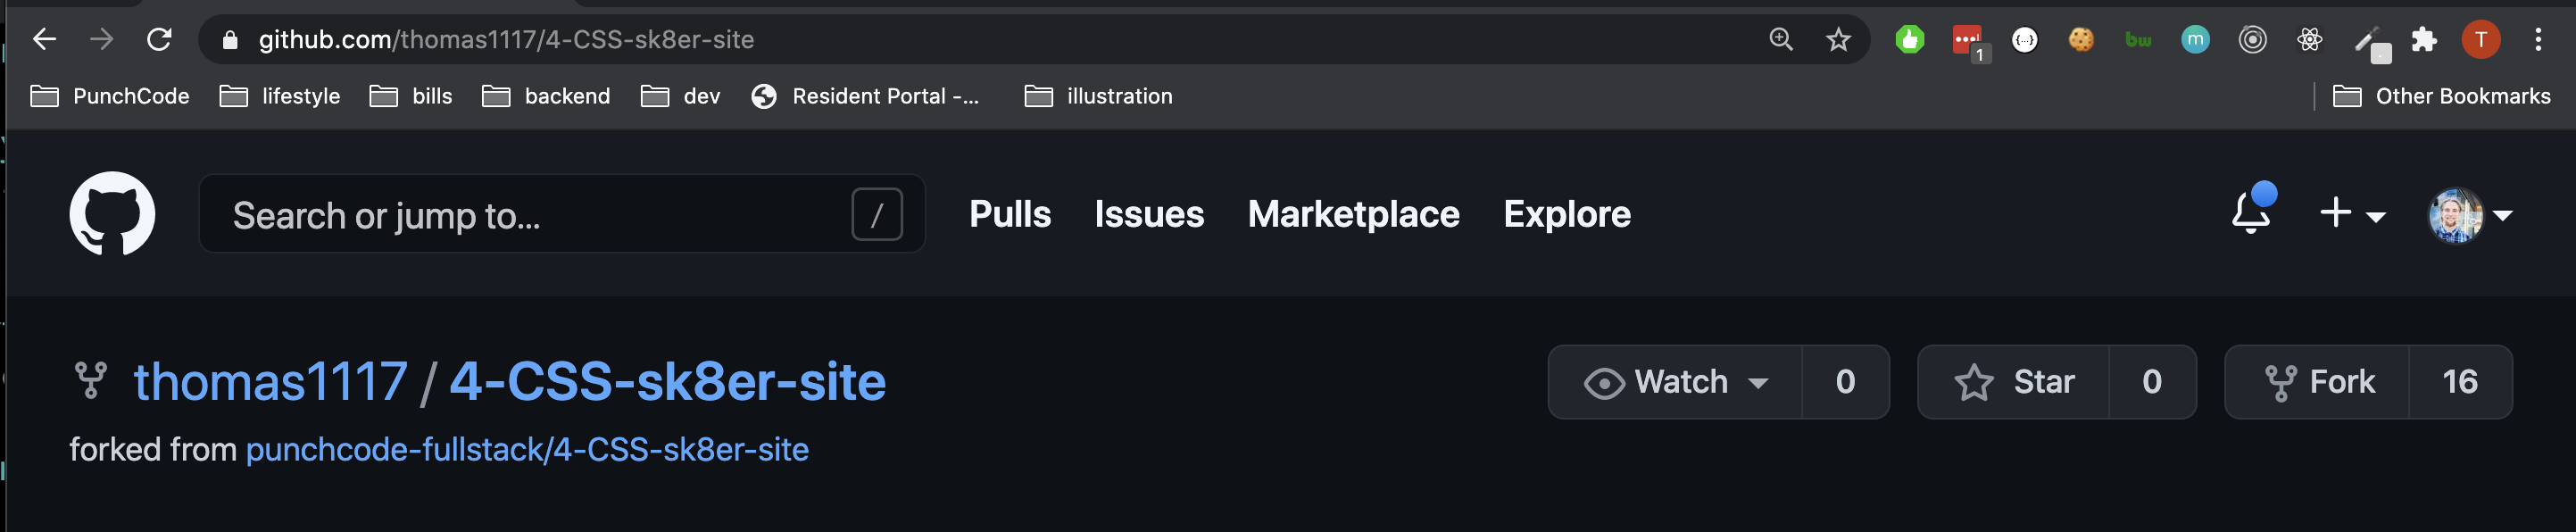 github.com/thomas1117/4-CSS-sk8er-site
1
{...}
bw
m
T
PunchCode
lifestyle
bills
backend
dev
Resident Portal -...
illustration
Other Bookmarks
Search or jump to...
/
Pulls
Issues
Marketplace
Explore
thomas1117 / 4-CSS-sk8er-site
Watch
0
Star
0
Fork
16
forked from punchcode-fullstack/4-CSS-sk8er-site